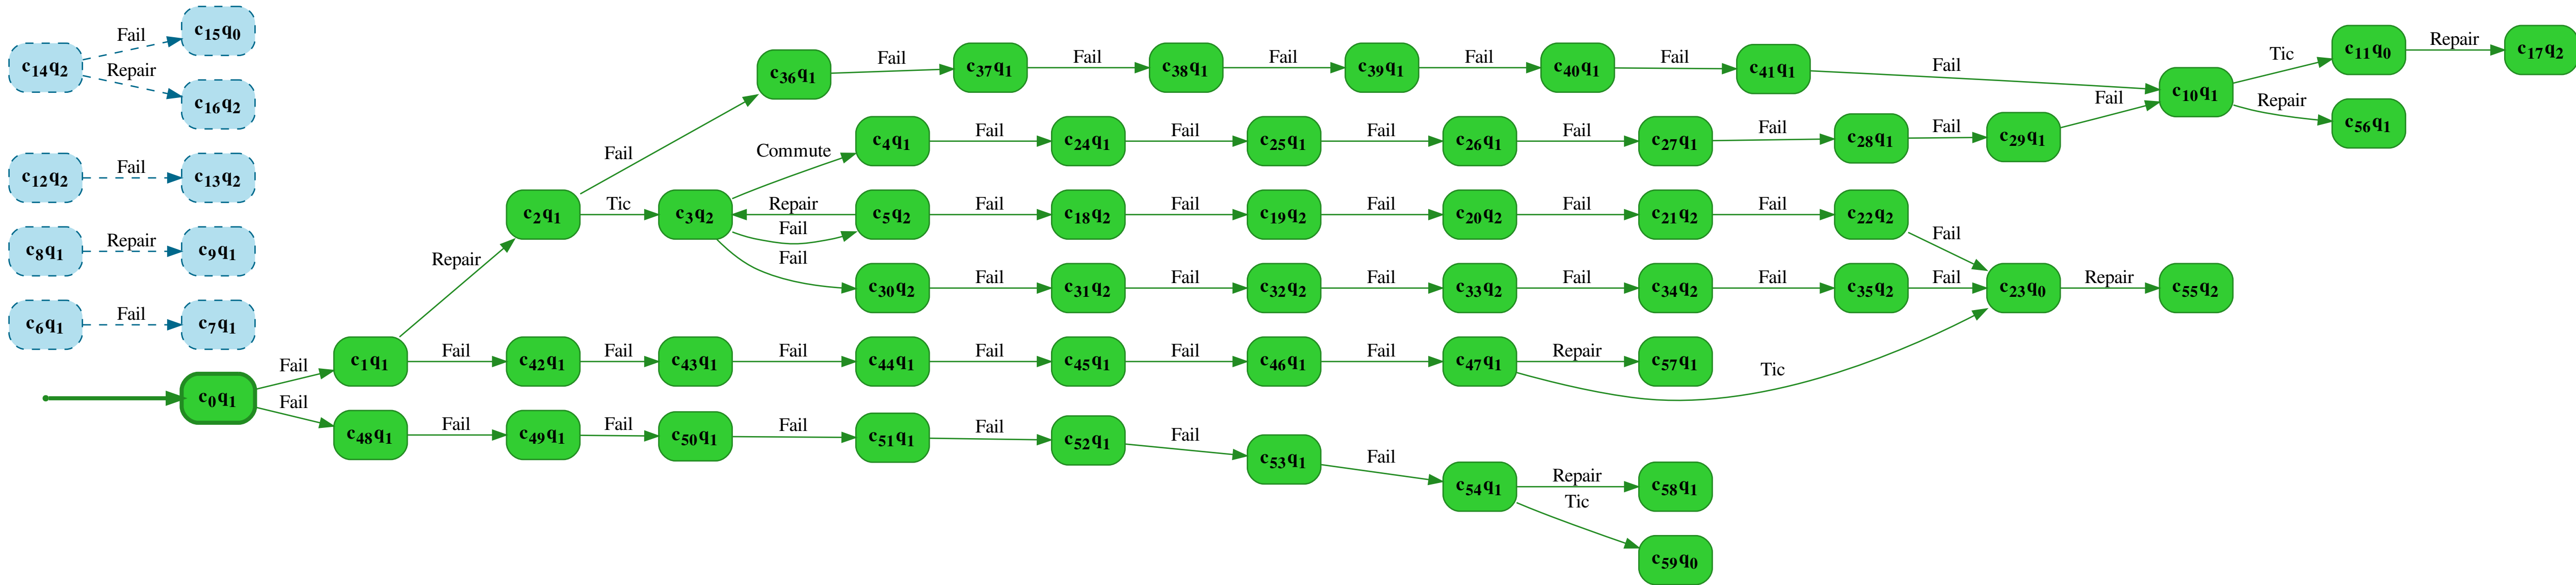 c15q0
Fail
c14q2
Repair
c16q2
c12q2 Fail c13q2
c8q1 Repair c9q1
c6q1 Fail c7q1
c0q1
Fail c1q1
Fail c48q1
Repair c2q1
Fail c36q1 Fail c37q1 Fail c38q1 Fail c39q1 Fail c40q1 Fail c41q1 Fail c10q1
Tic c11q0 Repair c17q2
Repair c56q1
Tic c3q2
Commute c4q1 Fail c24q1 Fail c25q1 Fail c26q1 Fail c27q1 Fail c28q1 Fail c29q1 Fail
Repair
Fail c5q2 Fail c18q2 Fail c19q2 Fail c20q2 Fail c21q2 Fail c22q2 Fail
Fail c30q2 Fail c31q2 Fail c32q2 Fail c33q2 Fail c34q2 Fail c35q2 Fail c23q0 Repair c55q2
Fail c42q1 Fail c43q1 Fail c44q1 Fail c45q1 Fail c46q1 Fail c47q1 Repair c57q1
Tic
Fail c49q1 Fail c50q1 Fail c51q1 Fail c52q1 Fail c53q1 Fail c54q1 Repair c58q1
Tic c59q0